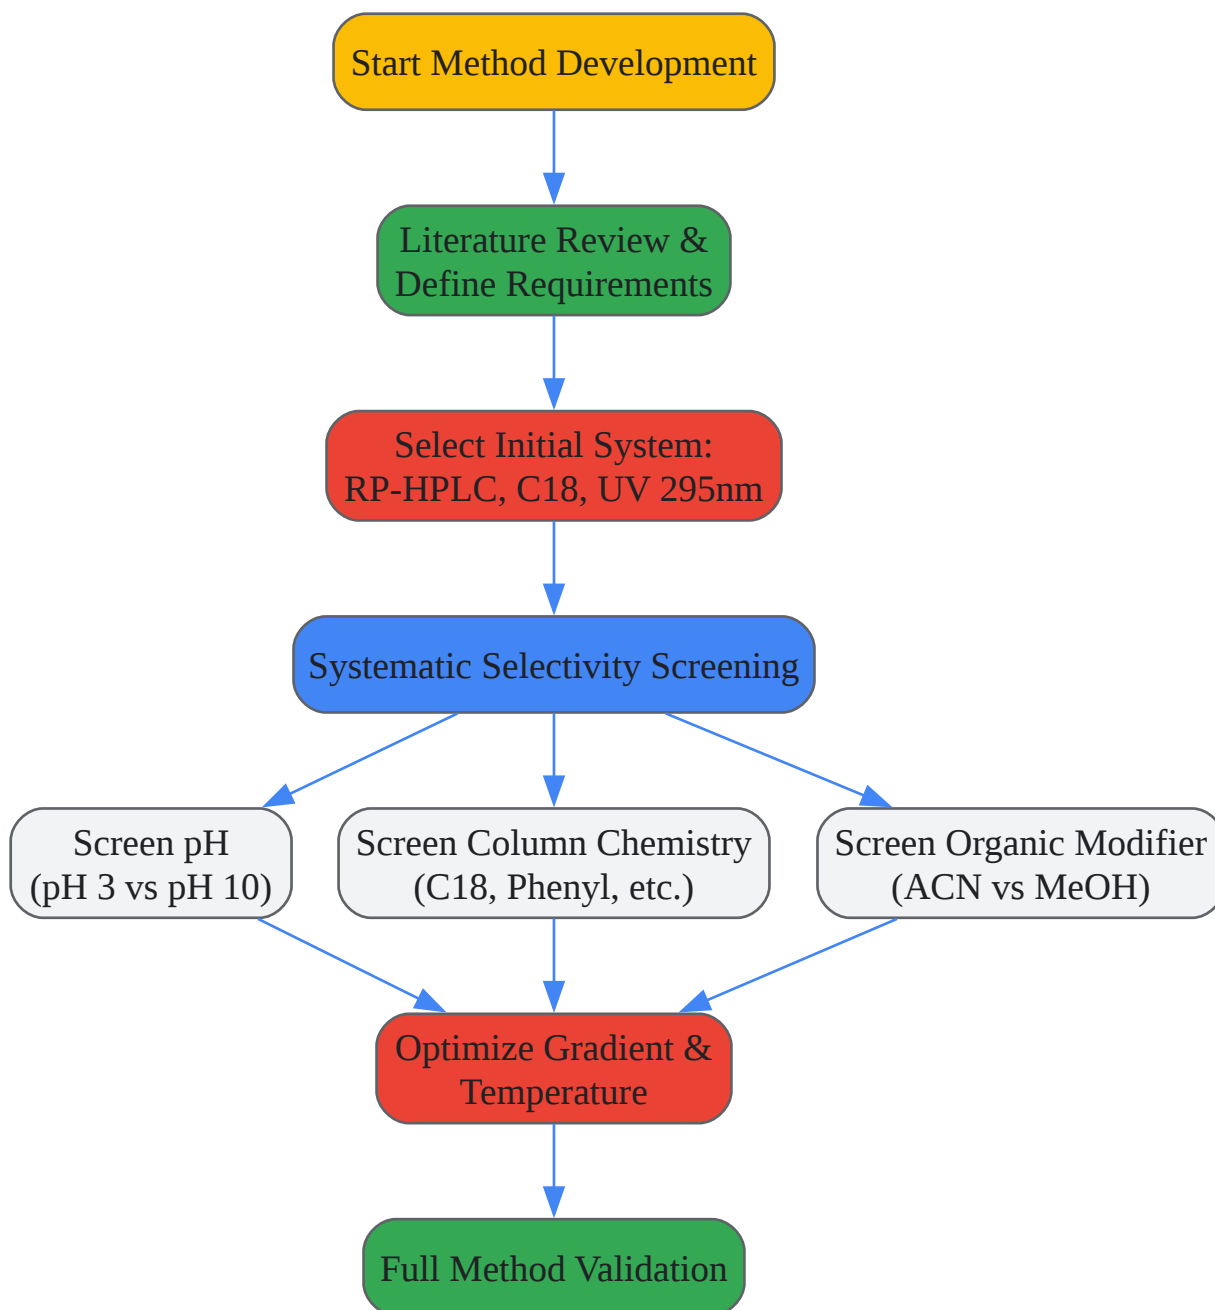 Start Method Development
Literature Review &
Define Requirements
Select Initial System:
RP-HPLC, C18, UV 295nm
Systematic Selectivity Screening
Screen pH
(pH 3 vs pH 10)
Screen Column Chemistry
(C18, Phenyl, etc.)
Screen Organic Modifier
(ACN vs MeOH)
Optimize Gradient &
Temperature
Full Method Validation